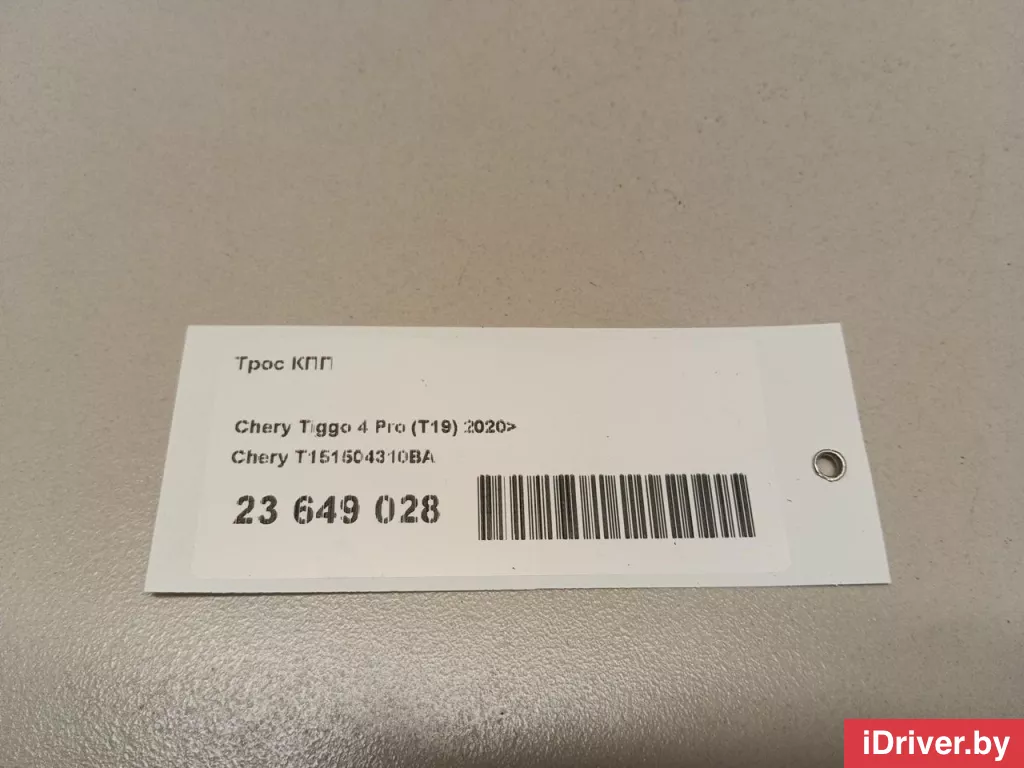 Трос КПП
Chery Tiggo 4 Pro (T19) 2020>
Chery T151504310BA
23 649 028
iDriver.by